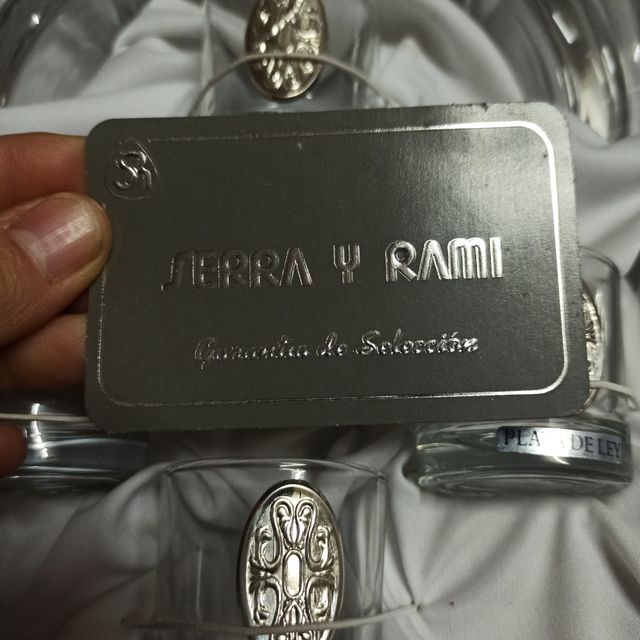 SR
SERRA Y RAMI
Garantía de Selección
PLATA DE LEY